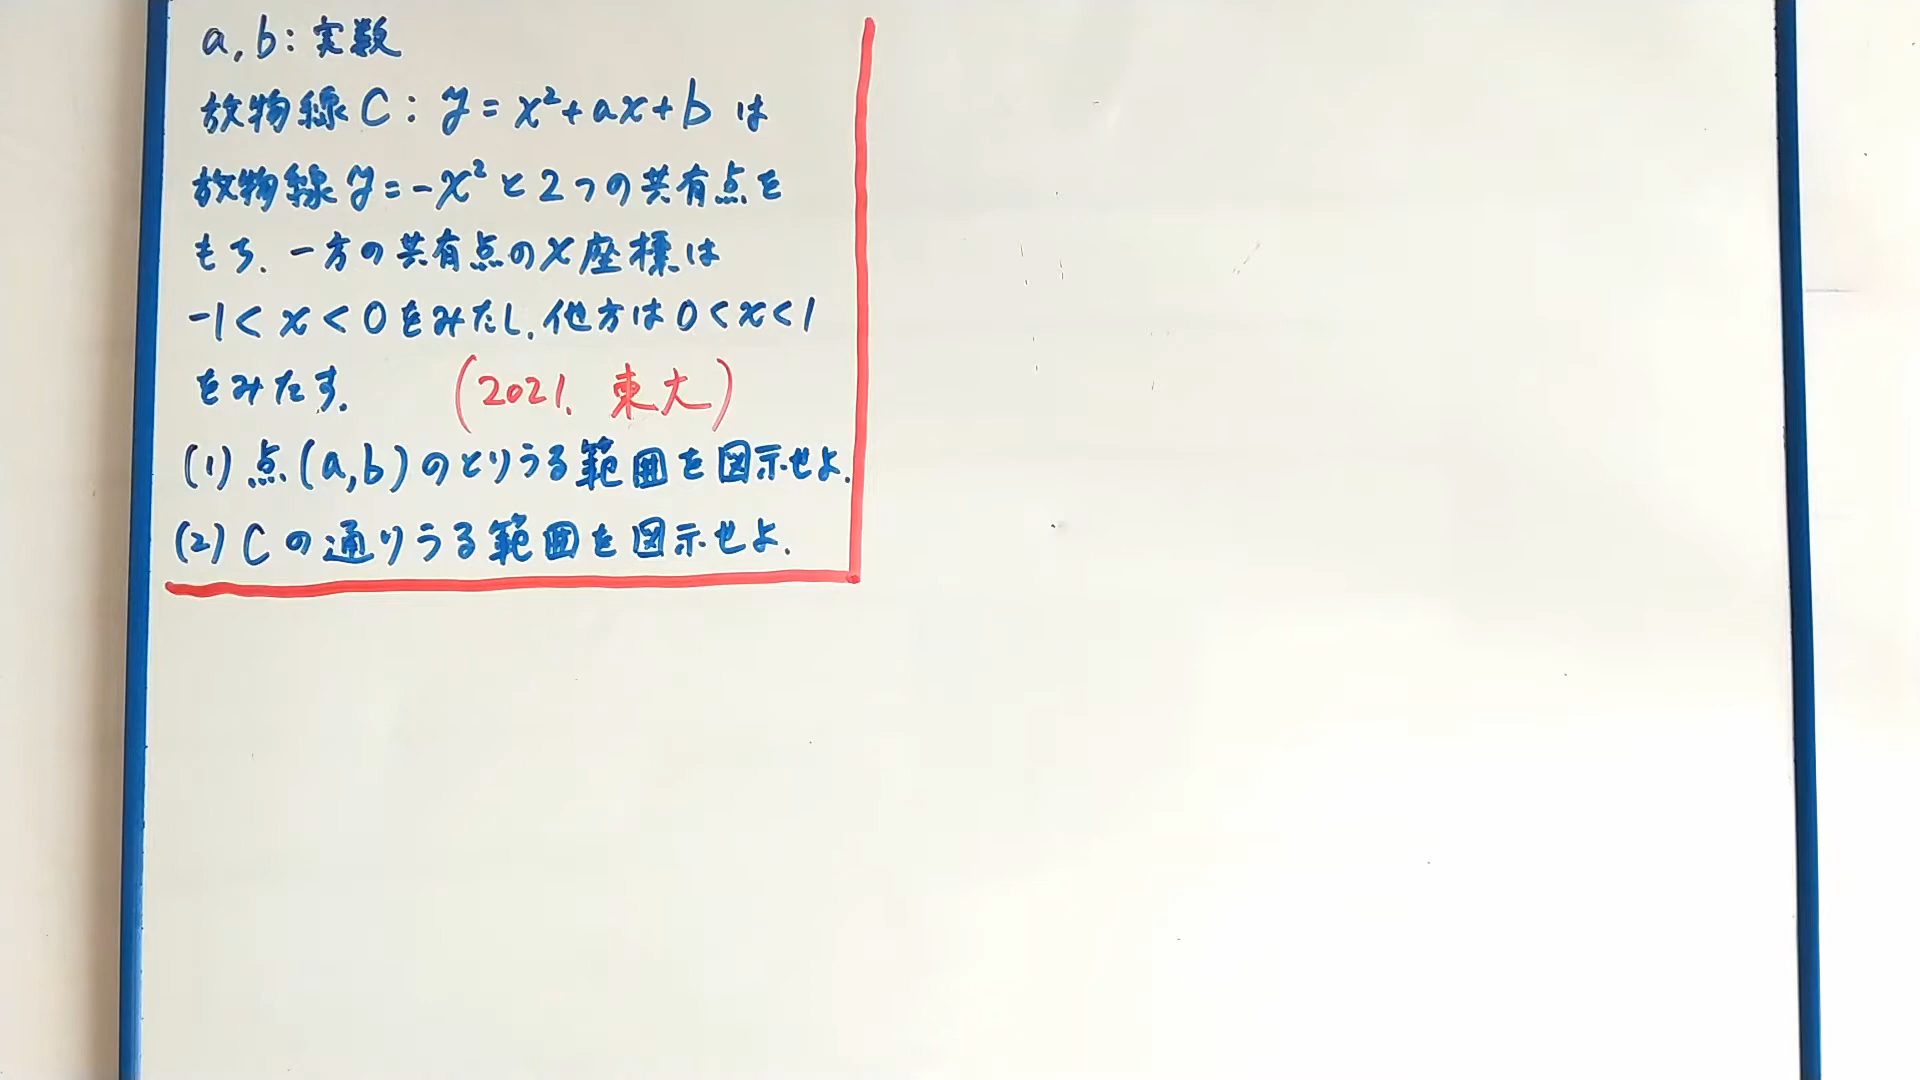 a,b:実数
放物線C:y=x²+ax+bは
放物線y=-x²と2つの共有点を
もち、一方の共有点のx座標は
-1<x<0をみたし、他方は0<x<1
をみたす. (2021、東大)
(1)点(a,b)のとりうる範囲を図示せよ.
(2)Cの通りうる範囲を図示せよ.